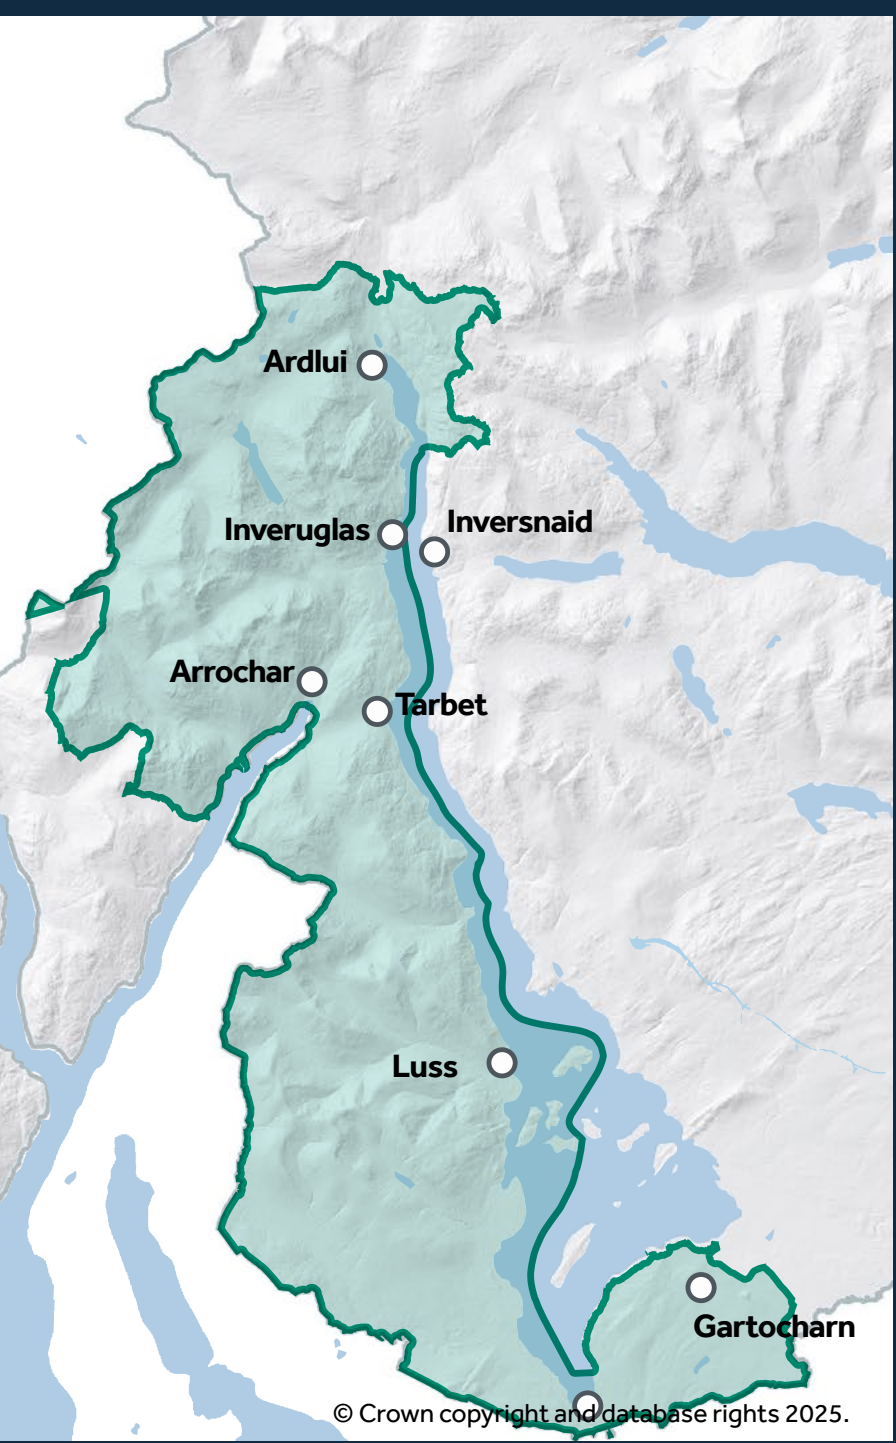 Ardlui
Inversnaid
Inveruglas
Arrochar
Tarbet
Luss
Gartocharn
© Crown copyright and database rights 2025.